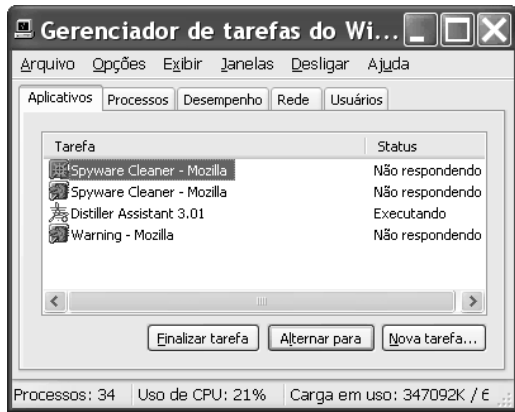 Gerenciador de tarefas do Wi...
Arquivo Opções Exibir Janelas Desligar Ajuda
Aplicativos Processos Desempenho Rede Usuários
Tarefa Status
Spyware Cleaner - Mozilla Não respondendo
Spyware Cleaner - Mozilla Não respondendo
Distiller Assistant 3.01 Executando
Warning - Mozilla Não respondendo
Finalizar tarefa Alternar para Nova tarefa...
Processos: 34 Uso de CPU: 21% Carga em uso: 347092K / 6